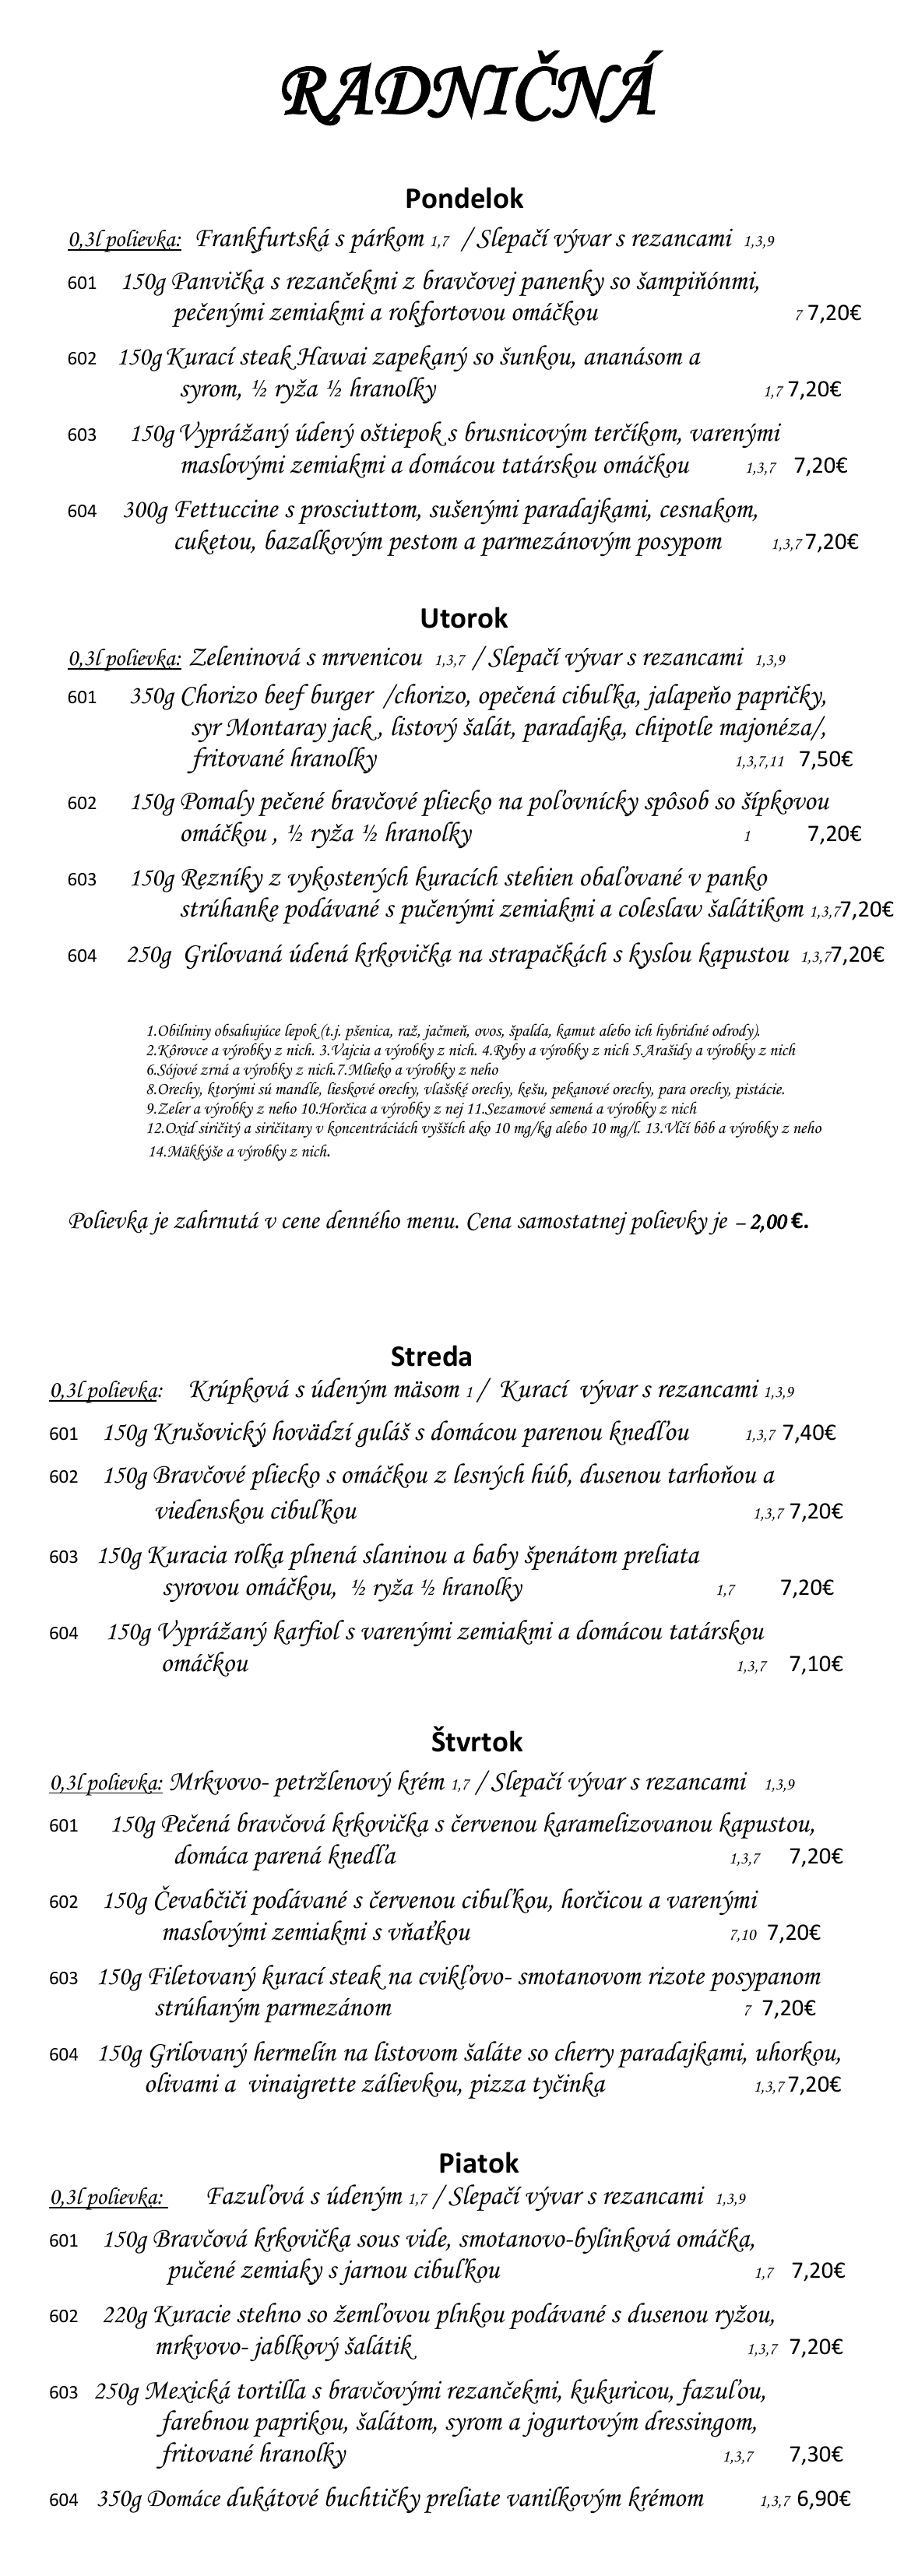 RADNIČNÁ
Pondelok
0,3l polievka: Frankfurtská s párkom 1,7 / Slepačí vývar s rezancami 1,3,9
601 150g Panvička s rezančekmi z bravčovej panenky so šampiňónmi,
pečenými zemiakmi a rokfortovou omáčkou 7 7,20€
602 150g Kurací steak Hawai zapekaný so šunkou, ananásom a
syrom, ½ ryža ½ hranolky 1,7 7,20€
603 150g Vyprážaný údený oštiepok s brusnicovým terčíkom, varenými
maslovými zemiakmi a domácou tatárskou omáčkou 1,3,7 7,20€
604 300g Fettuccine s prosciuttom, sušenými paradajkami, cesnakom,
cuketou, bazalkovým pestom a parmezánovým posypom 1,3,7 7,20€
Utorok
0,3l polievka: Zeleninová s mrvenicou 1,3,7 / Slepačí vývar s rezancami 1,3,9
601 350g Chorizo beef burger /chorizo, opečená cibuľka, jalapeňo papričky,
syr Montaray jack , listový šalát, paradajka, chipotle majonéza/,
fritované hranolky 1,3,7,11 7,50€
602 150g Pomaly pečené bravčové pliecko na poľovnícky spôsob so šípkovou
omáčkou , ½ ryža ½ hranolky 1 7,20€
603 150g Rezníky z vykostených kuracích stehien obaľované v panko
strúhanke podávané s pučenými zemiakmi a coleslaw šalátikom 1,3,77,20€
604 250g Grilovaná údená krkovička na strapačkách s kyslou kapustou 1,3,77,20€
1.Obilniny obsahujúce lepok (t.j. pšenica, raž, jačmeň, ovos, špalda, kamut alebo ich hybridné odrody).
2.Kôrovce a výrobky z nich. 3.Vajcia a výrobky z nich. 4.Ryby a výrobky z nich 5.Arašidy a výrobky z nich
6.Sójové zrná a výrobky z nich.7.Mlieko a výrobky z neho
8.Orechy, ktorými sú mandle, lieskové orechy, vlašské orechy, kešu, pekanové orechy, para orechy, pistácie.
9.Zeler a výrobky z neho 10.Horčica a výrobky z nej 11.Sezamové semená a výrobky z nich
12.Oxid siričitý a siričitany v koncentráciách vyšších ako 10 mg/kg alebo 10 mg/l. 13.Vlčí bôb a výrobky z neho
14.Mäkkýše a výrobky z nich.
Polievka je zahrnutá v cene denného menu. Cena samostatnej polievky je – 2,00 €.
Streda
0,3l polievka: Krúpková s údeným mäsom 1 / Kurací vývar s rezancami 1,3,9
601 150g Krušovický hovädzí guláš s domácou parenou knedľou 1,3,7 7,40€
602 150g Bravčové pliecko s omáčkou z lesných húb, dusenou tarhoňou a
viedenskou cibuľkou 1,3,7 7,20€
603 150g Kuracia rolka plnená slaninou a baby špenátom preliata
syrovou omáčkou, ½ ryža ½ hranolky 1,7 7,20€
604 150g Vyprážaný karfiol s varenými zemiakmi a domácou tatárskou
omáčkou 1,3,7 7,10€
Štvrtok
0,3l polievka: Mrkvovo- petržlenový krém 1,7 / Slepačí vývar s rezancami 1,3,9
601 150g Pečená bravčová krkovička s červenou karamelizovanou kapustou,
domáca parená knedľa 1,3,7 7,20€
602 150g Čevabčiči podávané s červenou cibuľkou, horčicou a varenými
maslovými zemiakmi s vňaťkou 7,10 7,20€
603 150g Filetovaný kurací steak na cvikľovo- smotanovom rizote posypanom
strúhaným parmezánom 7 7,20€
604 150g Grilovaný hermelín na listovom šaláte so cherry paradajkami, uhorkou,
olivami a vinaigrette zálievkou, pizza tyčinka 1,3,7 7,20€
Piatok
0,3l polievka: Fazuľová s údeným 1,7 / Slepačí vývar s rezancami 1,3,9
601 150g Bravčová krkovička sous vide, smotanovo-bylinková omáčka,
pučené zemiaky s jarnou cibuľkou 1,7 7,20€
602 220g Kuracie stehno so žemľovou plnkou podávané s dusenou ryžou,
mrkvovo- jablkový šalátik 1,3,7 7,20€
603 250g Mexická tortilla s bravčovými rezančekmi, kukuricou, fazuľou,
farebnou paprikou, šalátom, syrom a jogurtovým dressingom,
fritované hranolky 1,3,7 7,30€
604 350g Domáce dukátové buchtičky preliate vanilkovým krémom 1,3,7 6,90€